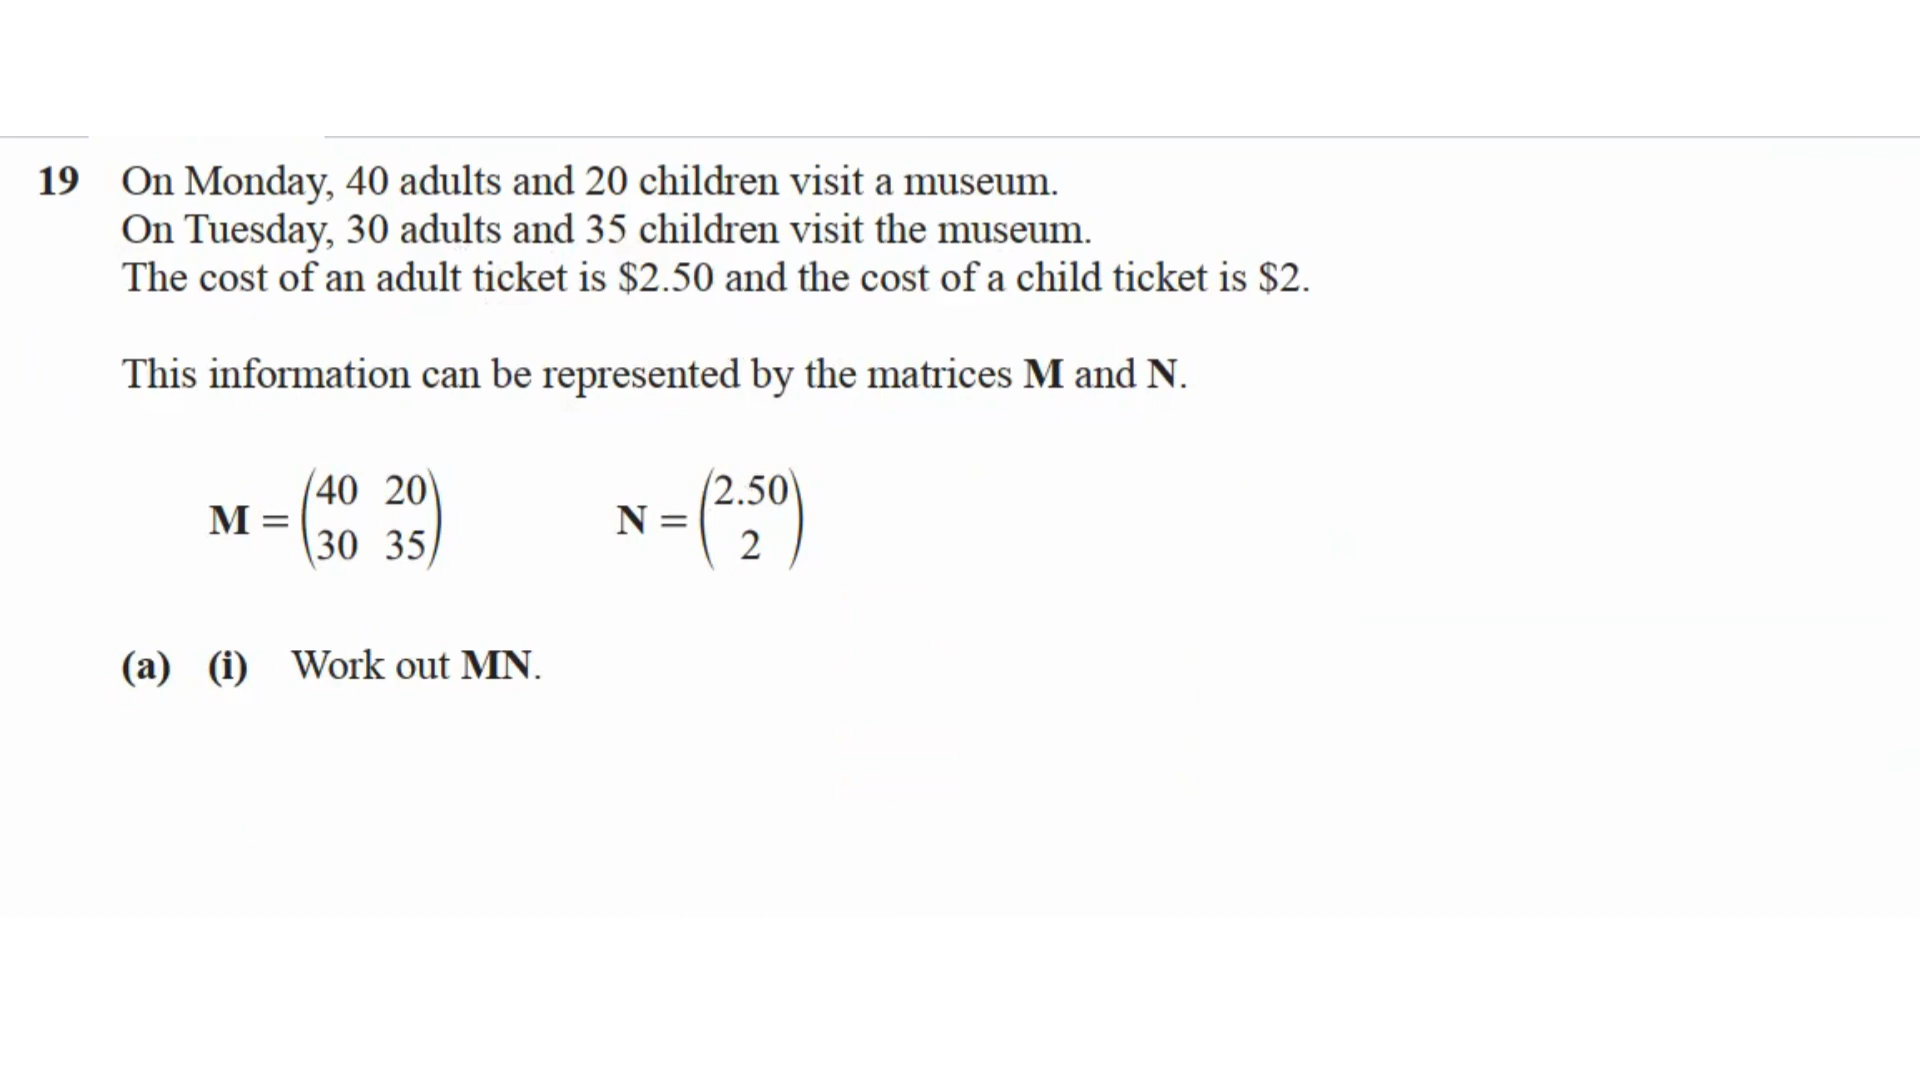 19 On Monday, 40 adults and 20 children visit a museum.
On Tuesday, 30 adults and 35 children visit the museum.
The cost of an adult ticket is $2.50 and the cost of a child ticket is $2.
This information can be represented by the matrices M and N.
M = (40 20
30 35) N = (2.50
2)
(a) (i) Work out MN.